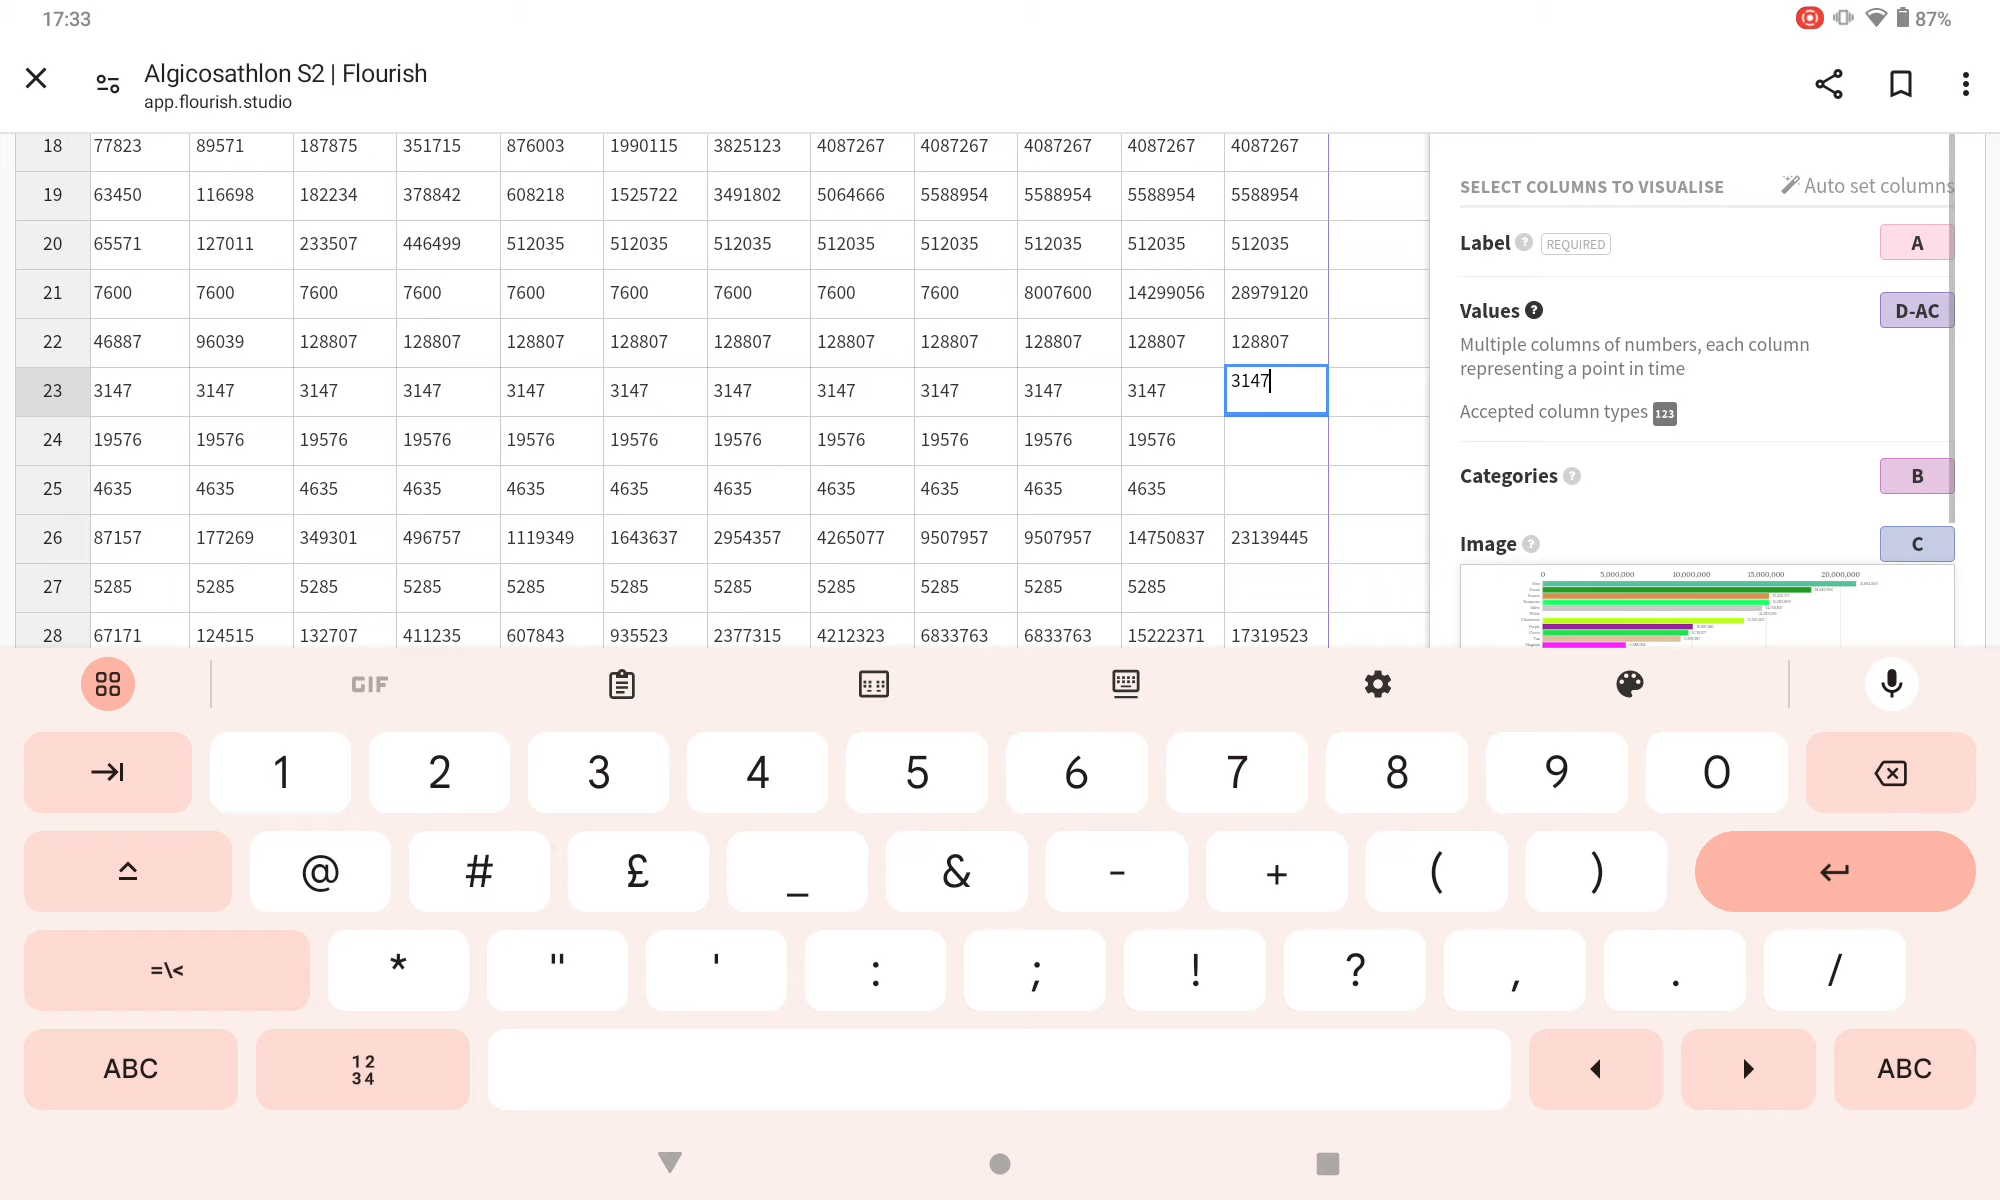 17:33
87%
Algicosathlon S2 | Flourish
app.flourish.studio
18 77823 89571 187875 351715 876003 1990115 3825123 4087267 4087267 4087267 4087267 4087267
19 63450 116698 182234 378842 608218 1525722 3491802 5064666 5588954 5588954 5588954 5588954
20 65571 127011 233507 446499 512035 512035 512035 512035 512035 512035 512035 512035
21 7600 7600 7600 7600 7600 7600 7600 7600 7600 8007600 14299056 28979120
22 46887 96039 128807 128807 128807 128807 128807 128807 128807 128807 128807 128807
23 3147 3147 3147 3147 3147 3147 3147 3147 3147 3147 3147 3147
24 19576 19576 19576 19576 19576 19576 19576 19576 19576 19576 19576
25 4635 4635 4635 4635 4635 4635 4635 4635 4635 4635 4635
26 87157 177269 349301 496757 1119349 1643637 2954357 4265077 9507957 9507957 14750837 23139445
27 5285 5285 5285 5285 5285 5285 5285 5285 5285 5285 5285
28 67171 124515 132707 411235 607843 935523 2377315 4212323 6833763 6833763 15222371 17319523
SELECT COLUMNS TO VISUALISE
Auto set columns
Label ? REQUIRED A
Values ? D-AC
Multiple columns of numbers, each column
representing a point in time
Accepted column types 123
Categories ? B
Image ? C
0 5,000,000 10,000,000 15,000,000 20,000,000
GIF
1 2 3 4 5 6 7 8 9 0
@ # £ _ & - + ( )
=\< * " ' : ; ! ? , . /
ABC 1 2 3 4 ABC